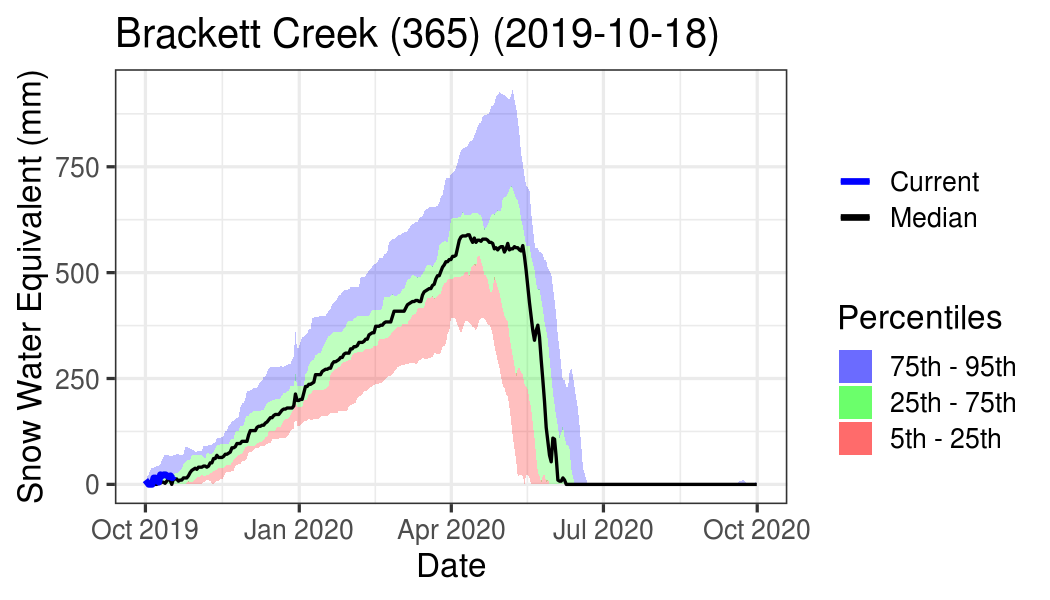 Brackett Creek (365) (2019-10-18)
Snow Water Equivalent (mm)
750
500
250
0
Oct 2019
Jan 2020
Apr 2020
Jul 2020
Oct 2020
Date
Current
Median
Percentiles
75th - 95th
25th - 75th
5th - 25th